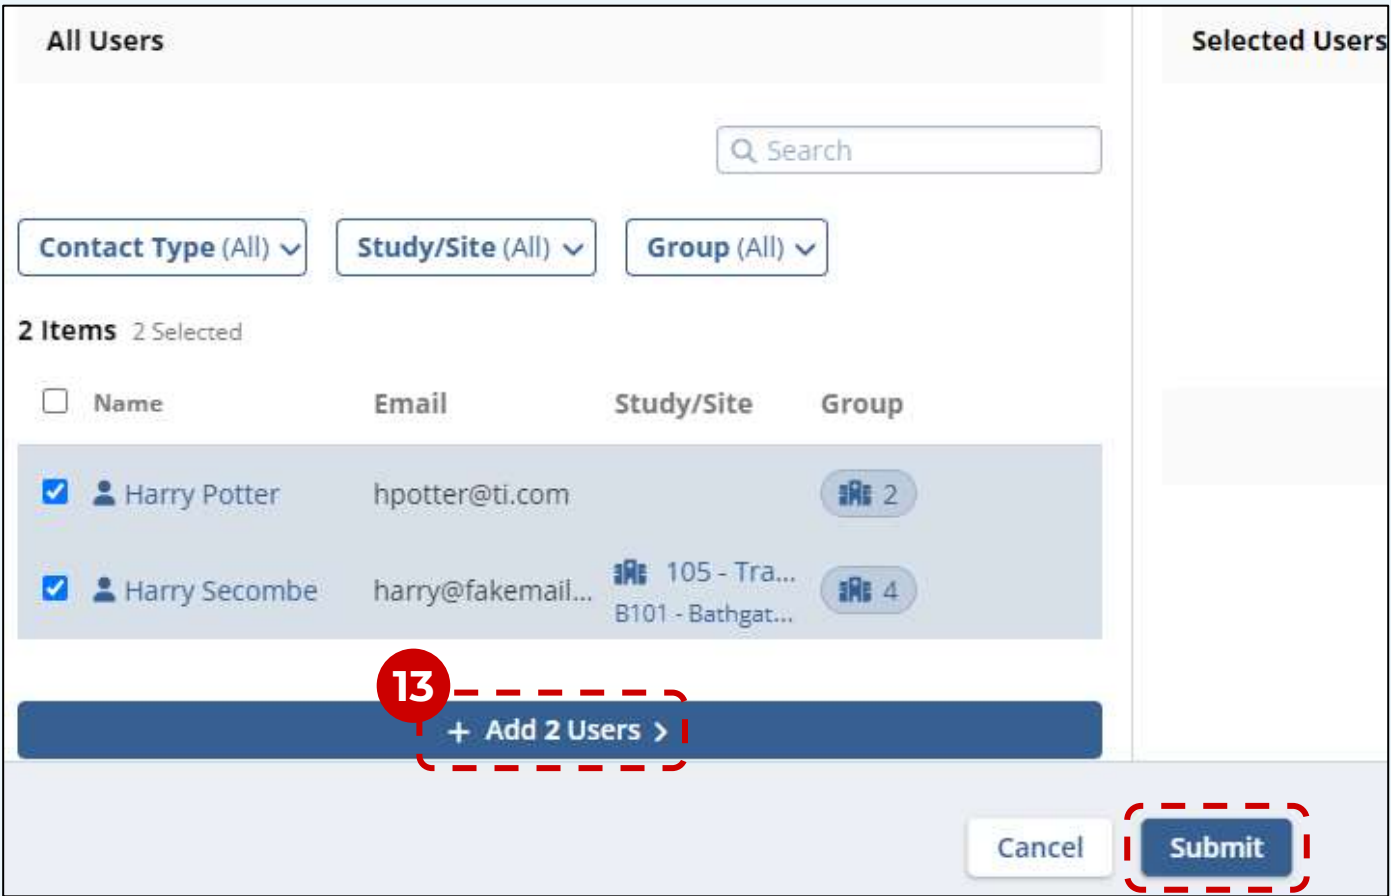 All Users
Selected Users
Search
Contact Type (All)
Study/Site (All)
Group (All)
2 Items 2 Selected
Name Email Study/Site Group
Harry Potter hpotter@ti.com 2
Harry Secombe harry@fakemail... 105 - Tra... 4
B101 - Bathgat...
13
+ Add 2 Users >
Cancel
Submit